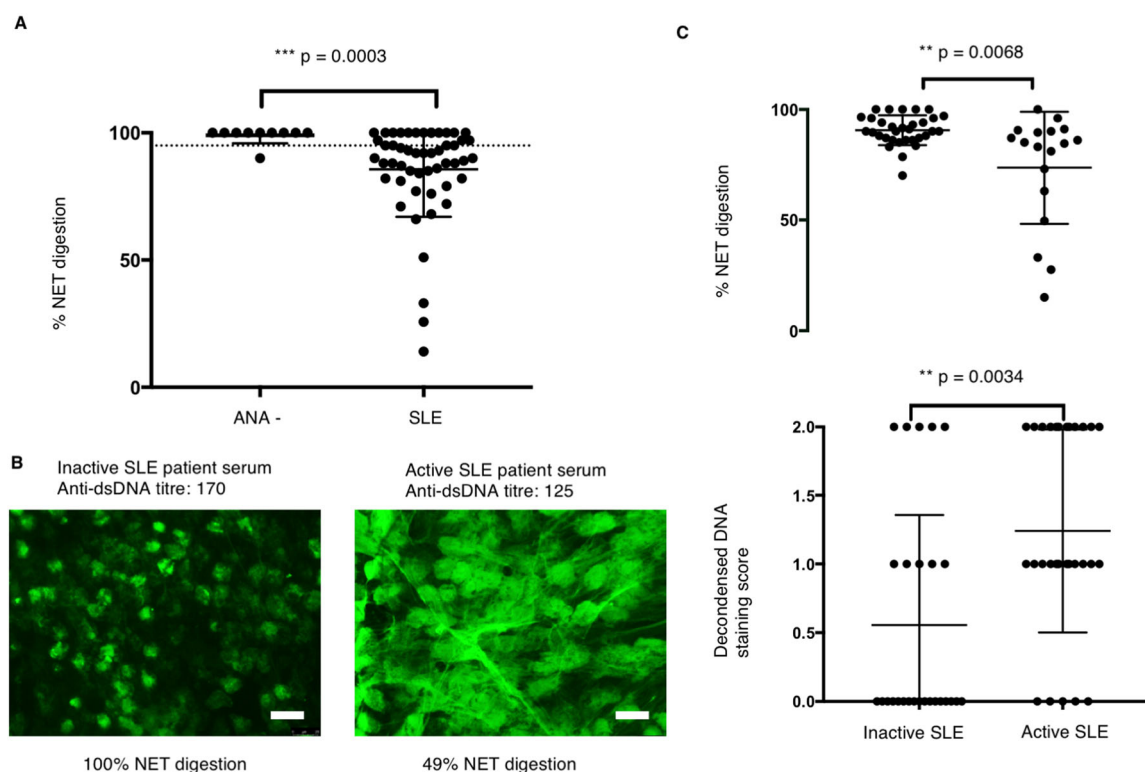 A
*** p = 0.0003
% NET digestion
100
50
0
ANA -
SLE
B
Inactive SLE patient serum
Anti-dsDNA titre: 170
100% NET digestion
Active SLE patient serum
Anti-dsDNA titre: 125
49% NET digestion
C
** p = 0.0068
% NET digestion
100
50
0
** p = 0.0034
Decondensed DNA
staining score
2.0
1.5
1.0
0.5
0.0
Inactive SLE
Active SLE